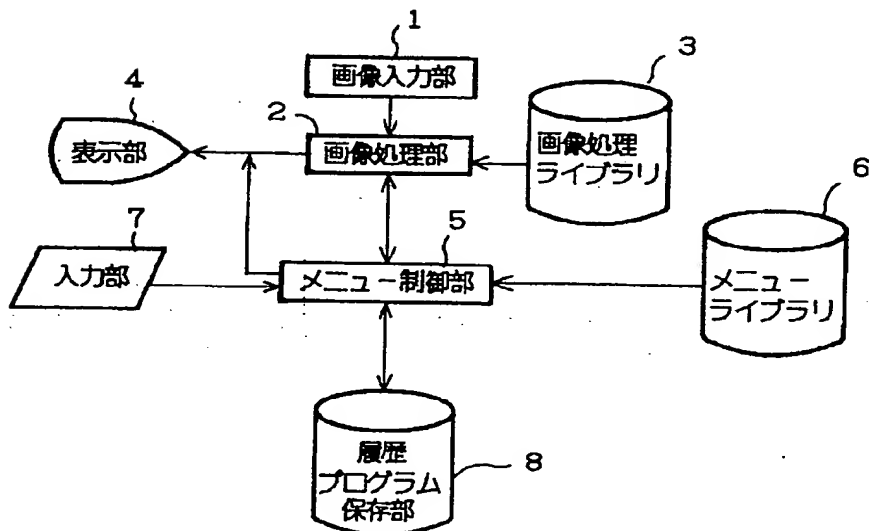 1
画像入力部
3
4
2
表示部
画像処理部
画像処理
ライブラリ
6
7
5
入力部
メニュー制御部
メニュー
ライブラリ
履歴
プログラム
保存部
8